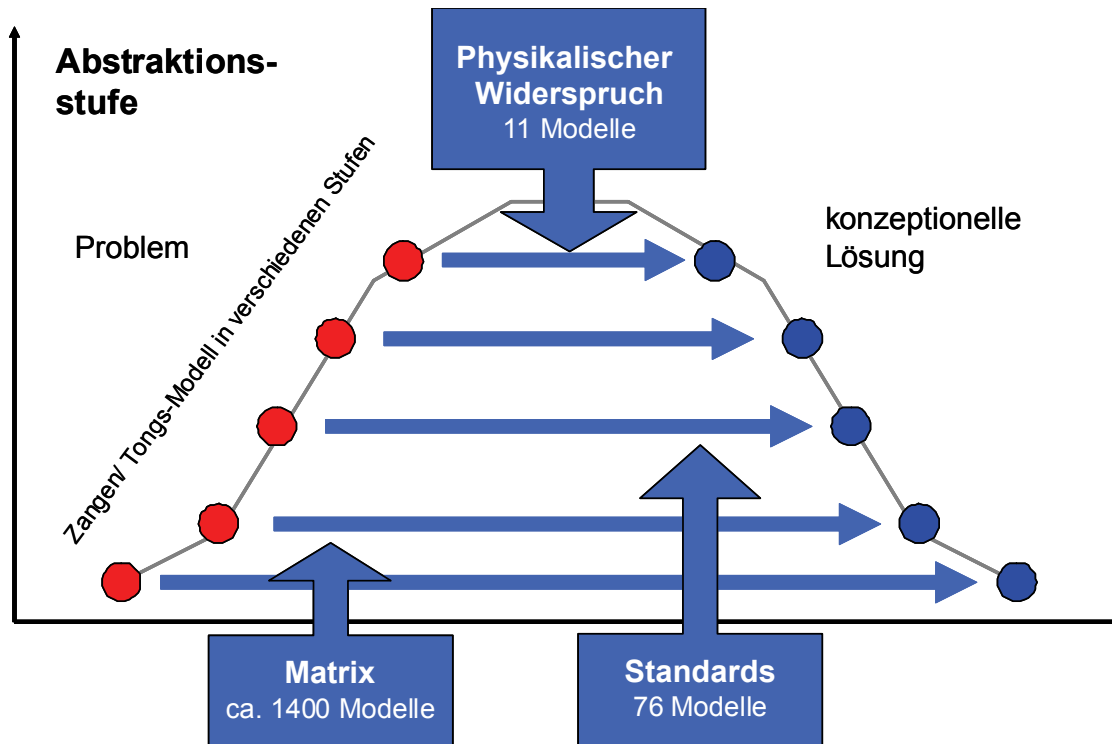 Abstraktions-
stufe
Physikalischer
Widerspruch
11 Modelle
Problem
Zangen/ Tongs-Modell in verschiedenen Stufen
konzeptionelle
Lösung
Matrix
ca. 1400 Modelle
Standards
76 Modelle